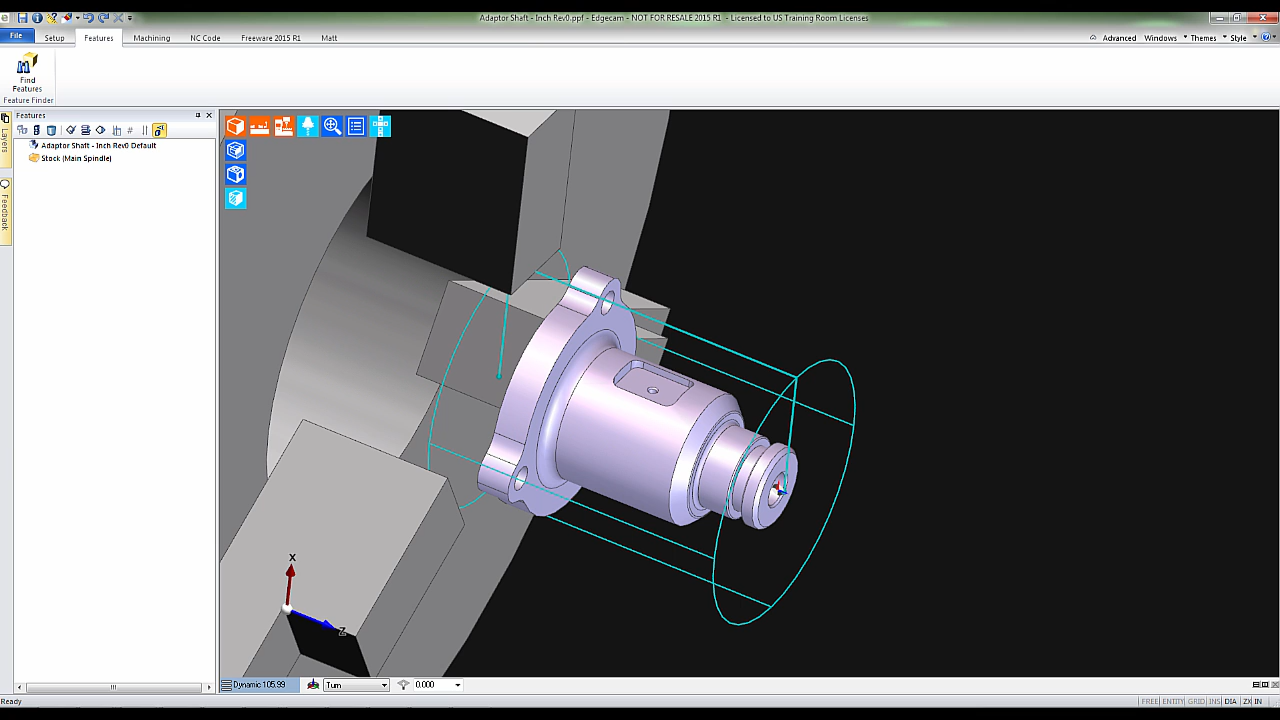 Adaptor Shaft - Inch Rev0.ppf - Edgecam - NOT FOR RESALE 2015 R1 - Licensed to US Training Room Licenses
File Setup Features Machining NC Code Freeware 2015 R1 Matt Advanced Windows Themes Style
Find
Features
Feature Finder
Features
Layers
Feedback
Adaptor Shaft - Inch Rev0 Default
Stock (Main Spindle)
X
Z
Dynamic 105.99 Turn 0.000
Ready FREE ENTITY GRID INS DIA ZX IN